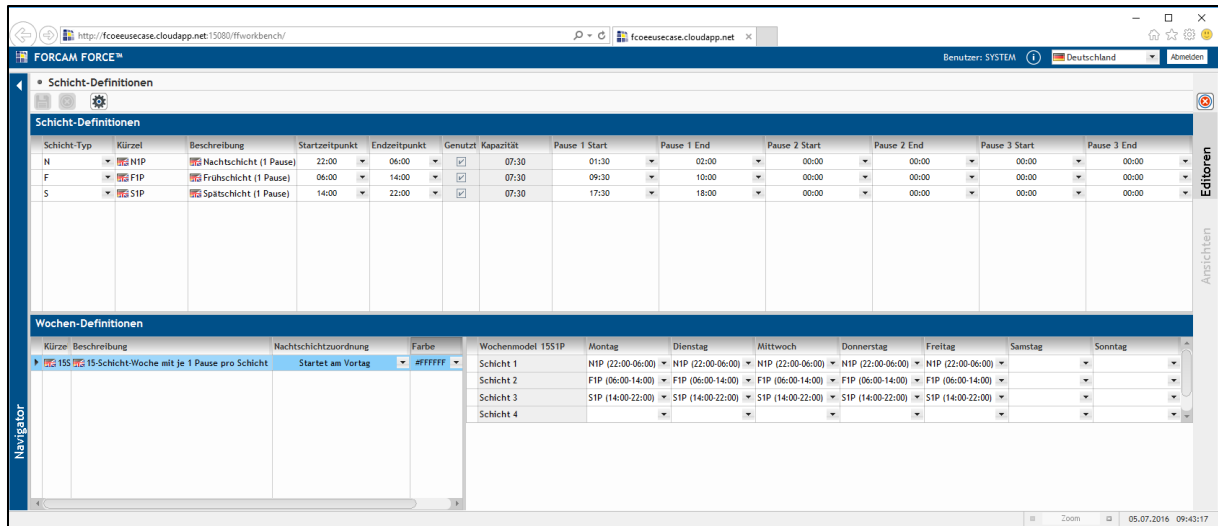 http://fcoeeusecase.cloudapp.net:15080/ffworkbench/ fcoeeusecase.cloudapp.net
FORCAM FORCE™ Benutzer: SYSTEM Deutschland Abmelden
Schicht-Definitionen
Schicht-Definitionen
Schicht-Typ Kürzel Beschreibung Startzeitpunkt Endzeitpunkt Genutzt Kapazität Pause 1 Start Pause 1 End Pause 2 Start Pause 2 End Pause 3 Start Pause 3 End
N N1P Nachtschicht (1 Pause) 22:00 06:00 07:30 01:30 02:00 00:00 00:00 00:00 00:00
F F1P Frühschicht (1 Pause) 06:00 14:00 07:30 09:30 10:00 00:00 00:00 00:00 00:00
S S1P Spätschicht (1 Pause) 14:00 22:00 07:30 17:30 18:00 00:00 00:00 00:00 00:00
Editoren
Ansichten
Wochen-Definitionen
Kürze Beschreibung Nachtschichtzuordnung Farbe Wochenmodel 15S1P Montag Dienstag Mittwoch Donnerstag Freitag Samstag Sonntag
15S 15-Schicht-Woche mit je 1 Pause pro Schicht Startet am Vortag #FFFFFF Schicht 1 N1P (22:00-06:00) N1P (22:00-06:00) N1P (22:00-06:00) N1P (22:00-06:00) N1P (22:00-06:00)
Schicht 2 F1P (06:00-14:00) F1P (06:00-14:00) F1P (06:00-14:00) F1P (06:00-14:00) F1P (06:00-14:00)
Schicht 3 S1P (14:00-22:00) S1P (14:00-22:00) S1P (14:00-22:00) S1P (14:00-22:00) S1P (14:00-22:00)
Schicht 4
Navigator
Zoom 05.07.2016 09:43:17